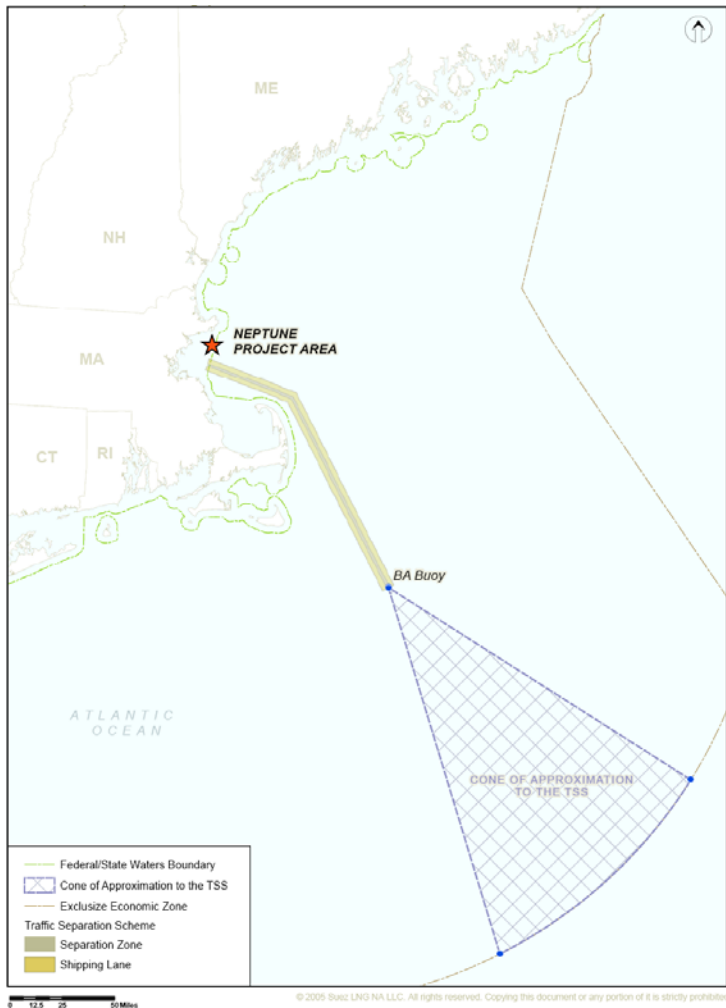 ME
NH
NEPTUNE
PROJECT AREA
MA
CT
RI
BA Buoy
ATLANTIC
OCEAN
CONE OF APPROXIMATION
TO THE TSS
Federal/State Waters Boundary
Cone of Approximation to the TSS
Exclusize Economic Zone
Traffic Separation Scheme
Separation Zone
Shipping Lane
0 12.5 25 50 Miles
© 2005 Suez LNG NA LLC. All rights reserved. Copying this document or any portion of it is strictly prohibi